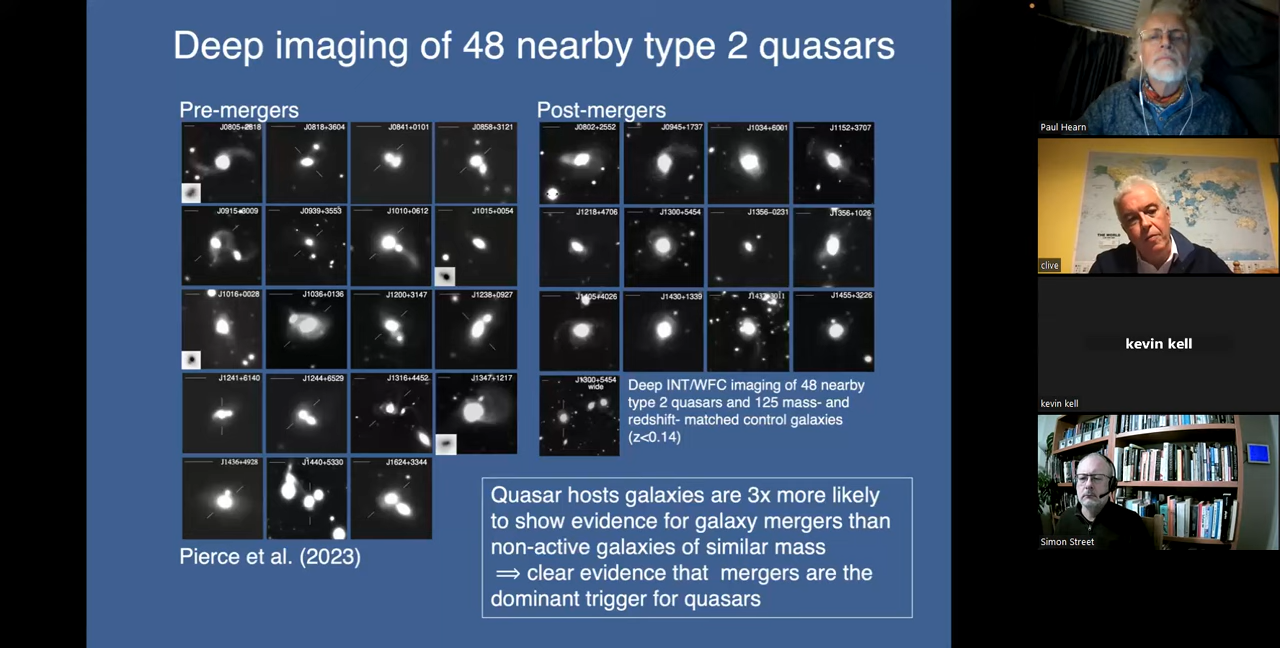 Deep imaging of 48 nearby type 2 quasars
Pre-mergers
J0805+2818 J0818+3604 J0841+0101 J0858+3121
J0915+3009 J0939+3553 J1010+0612 J1015+0054
J1016+0028 J1036+0136 J1200+3147 J1238+0927
J1241+6140 J1244+6529 J1316+4452 J1347+1217
J1436+4928 J1440+5330 J1624+3344
Pierce et al. (2023)
Post-mergers
J0802+2552 J0945+1737 J1034+6001 J1152+3707
J1218+4706 J1300+5454 J1356-0231 J1356+1026
J1405+4026 J1430+1339 J1455+3226
J1300+5454
wide
Deep INT/WFC imaging of 48 nearby
type 2 quasars and 125 mass- and
redshift- matched control galaxies
(z<0.14)
Quasar hosts galaxies are 3x more likely
to show evidence for galaxy mergers than
non-active galaxies of similar mass
⟹ clear evidence that mergers are the
dominant trigger for quasars
Paul Hearn
clive
kevin kell
kevin kell
Simon Street